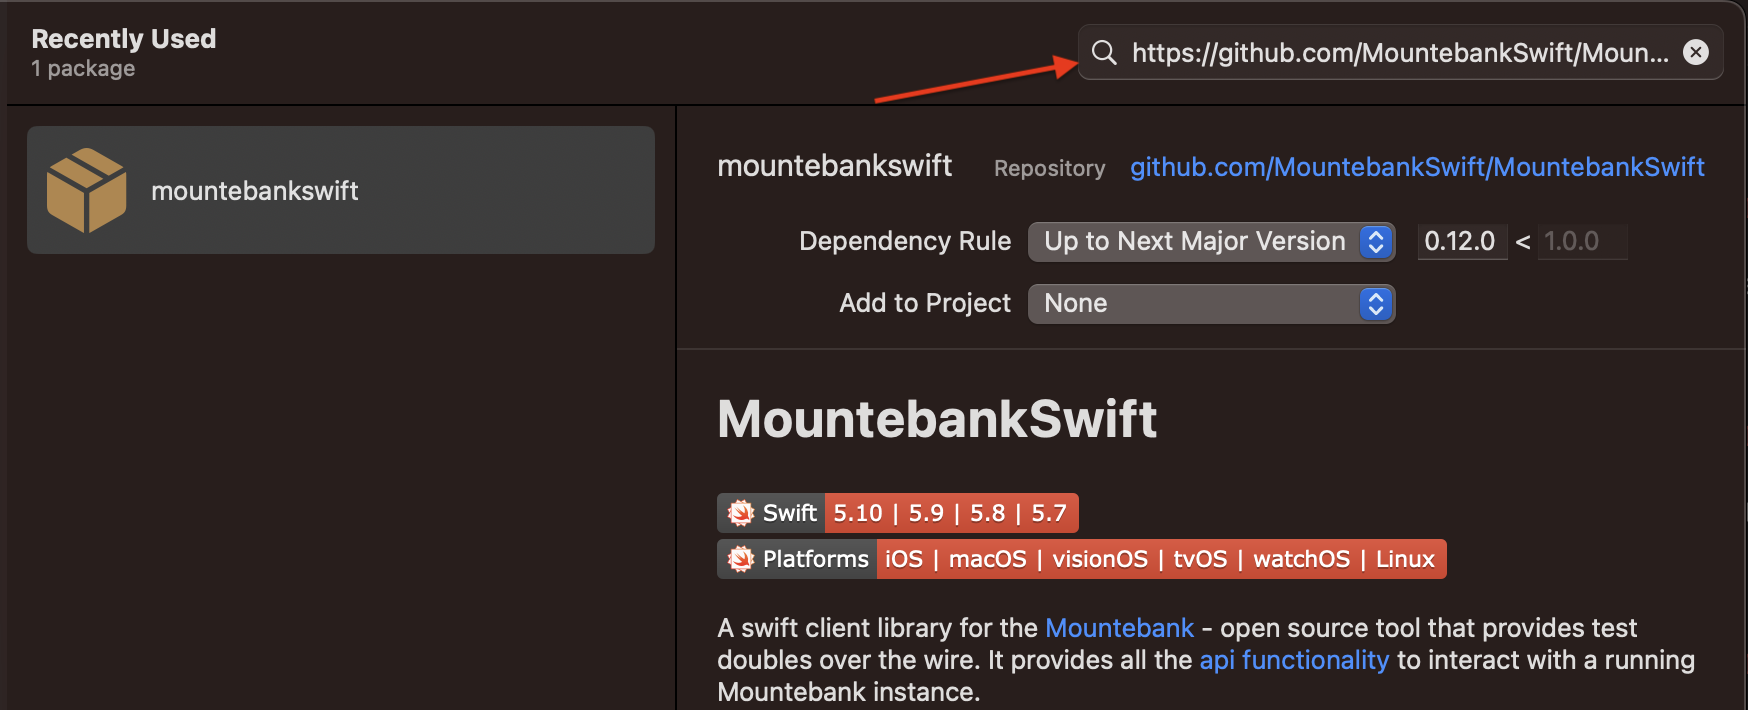 Recently Used
1 package
https://github.com/MountebankSwift/Moun...
mountebankswift
mountebankswift Repository github.com/MountebankSwift/MountebankSwift
Dependency Rule Up to Next Major Version 0.12.0 < 1.0.0
Add to Project None
MountebankSwift
Swift 5.10 | 5.9 | 5.8 | 5.7
Platforms iOS | macOS | visionOS | tvOS | watchOS | Linux
A swift client library for the Mountebank - open source tool that provides test
doubles over the wire. It provides all the api functionality to interact with a running
Mountebank instance.